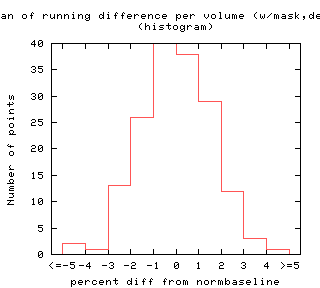 an of running difference per volume (w/mask,de
(histogram)
40
35
30
25
20
15
10
5
0
Number of points
<=-5 -4 -3 -2 -1 0 1 2 3 4 >=5
percent diff from normbaseline